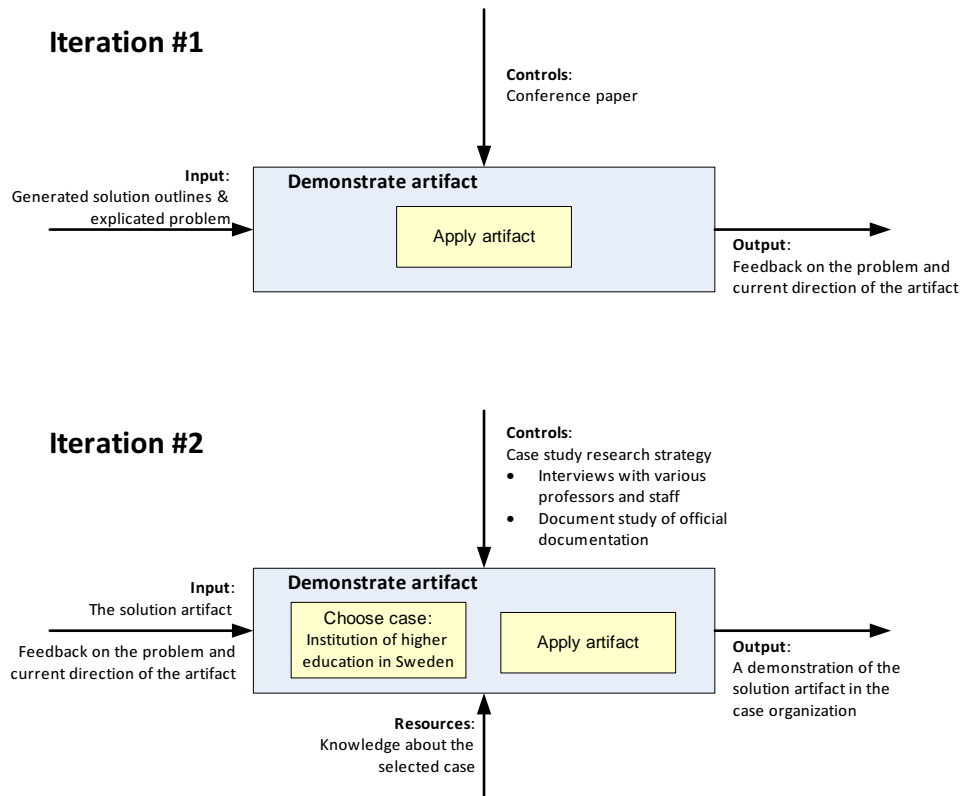 Iteration #1
Controls:
Conference paper
Input:
Generated solution outlines &
explicated problem
Demonstrate artifact
Apply artifact
Output:
Feedback on the problem and
current direction of the artifact
Iteration #2
Controls:
Case study research strategy
• Interviews with various
professors and staff
• Document study of official
documentation
Input:
The solution artifact
Feedback on the problem and
current direction of the artifact
Demonstrate artifact
Choose case:
Institution of higher
education in Sweden
Apply artifact
Output:
A demonstration of the
solution artifact in the
case organization
Resources:
Knowledge about the
selected case